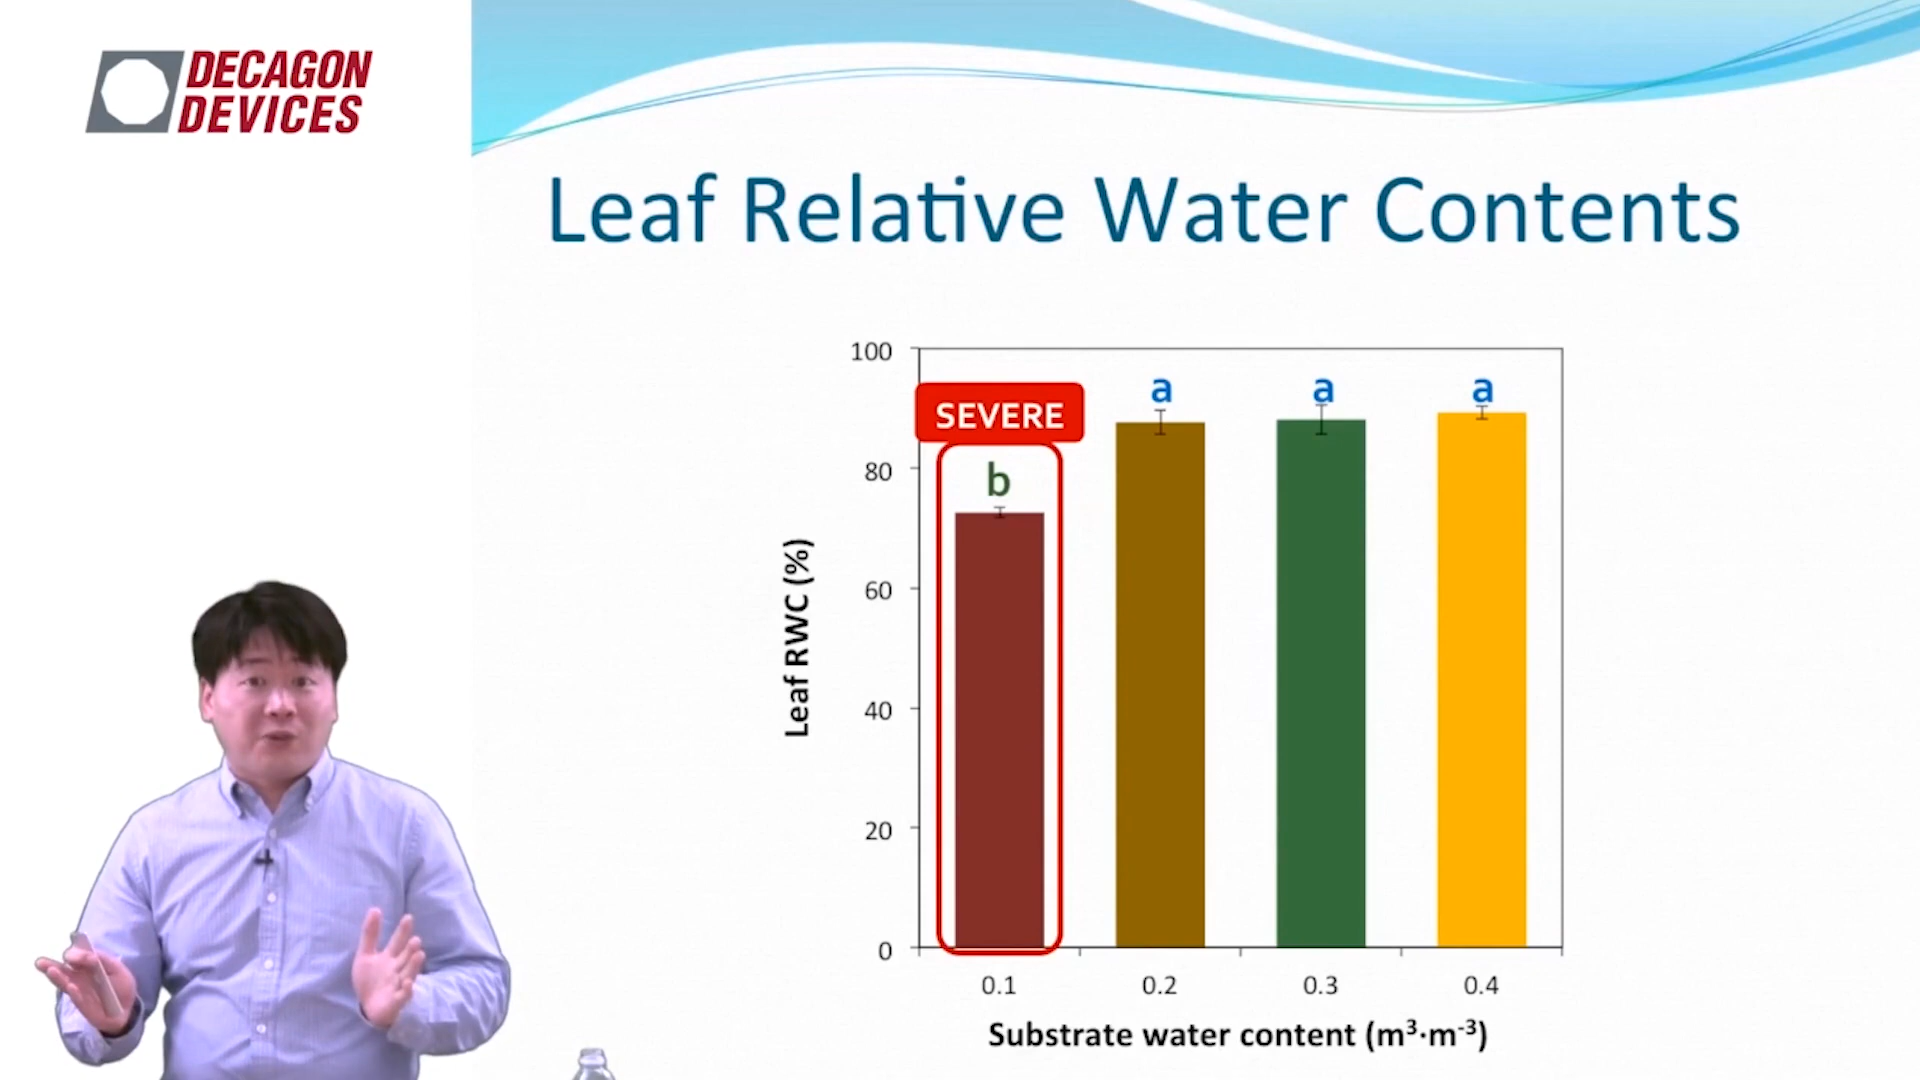 DECAGON
DEVICES
Leaf Relative Water Contents
100
80
60
40
20
0
Leaf RWC (%)
SEVERE
b
a
a
a
0.1
0.2
0.3
0.4
Substrate water content (m³·m⁻³)